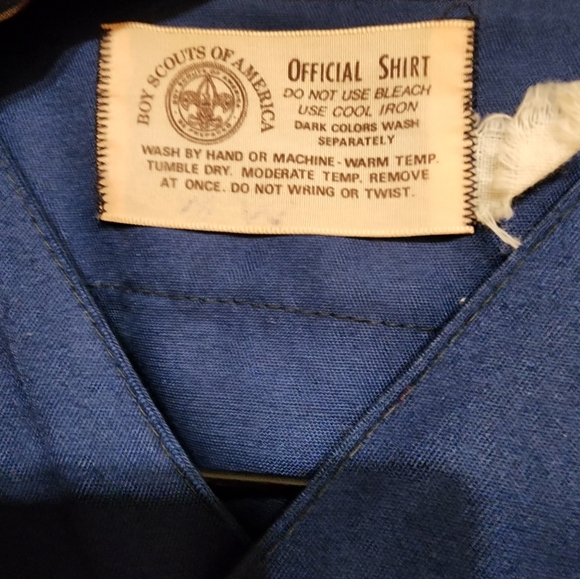 BOY SCOUTS OF AMERICA
OFFICIAL SHIRT
DO NOT USE BLEACH
USE COOL IRON
DARK COLORS WASH
SEPARATELY
WASH BY HAND OR MACHINE - WARM TEMP.
TUMBLE DRY. MODERATE TEMP. REMOVE
AT ONCE. DO NOT WRING OR TWIST.